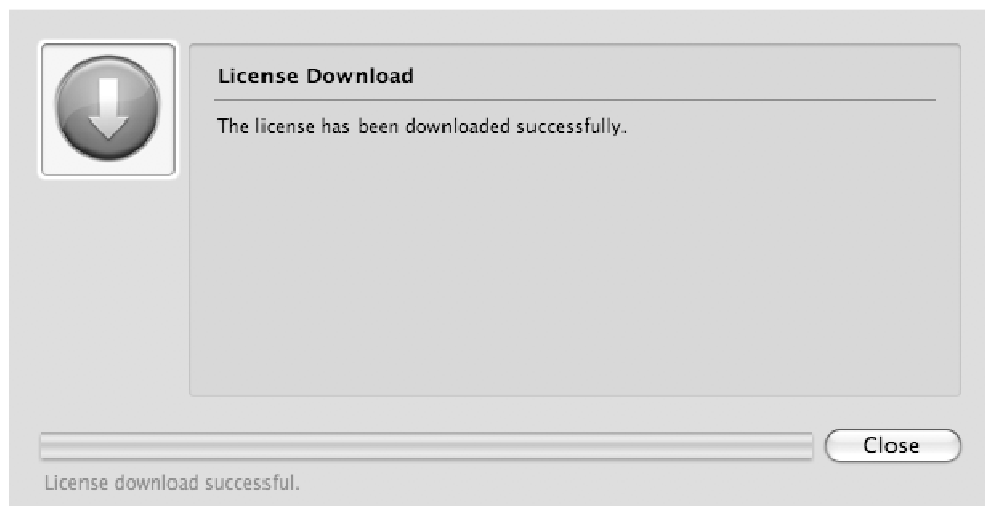 License Download
The license has been downloaded successfully.
Close
License download successful.